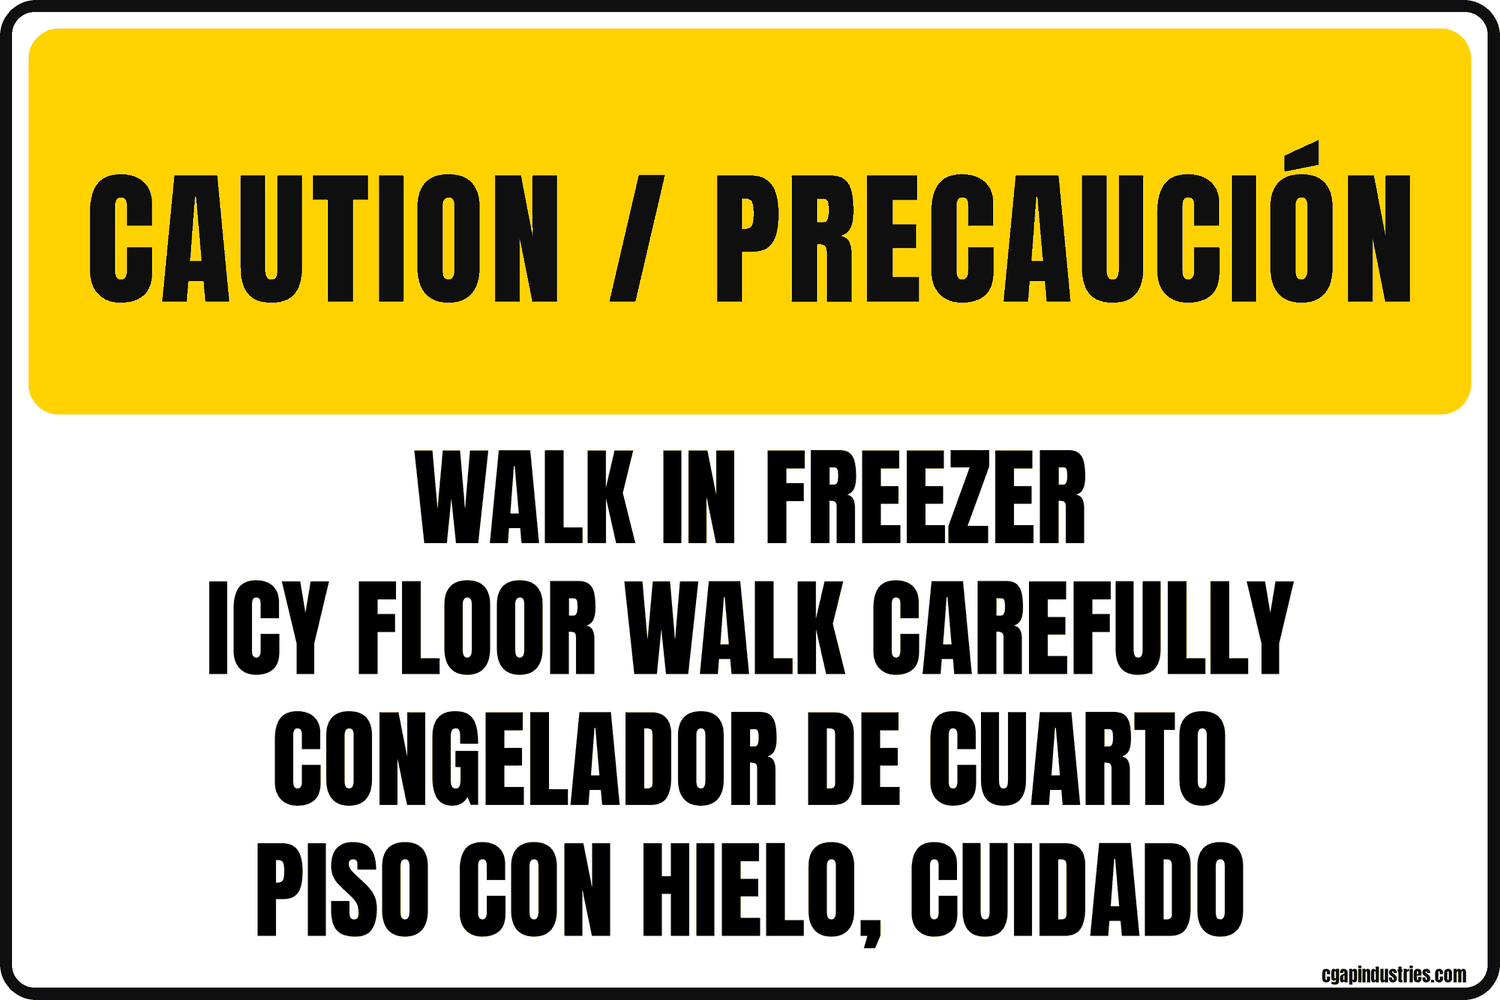 CAUTION / PRECAUCIÓN
WALK IN FREEZER
ICY FLOOR WALK CAREFULLY
CONGELADOR DE CUARTO
PISO CON HIELO, CUIDADO
cgapindustries.com